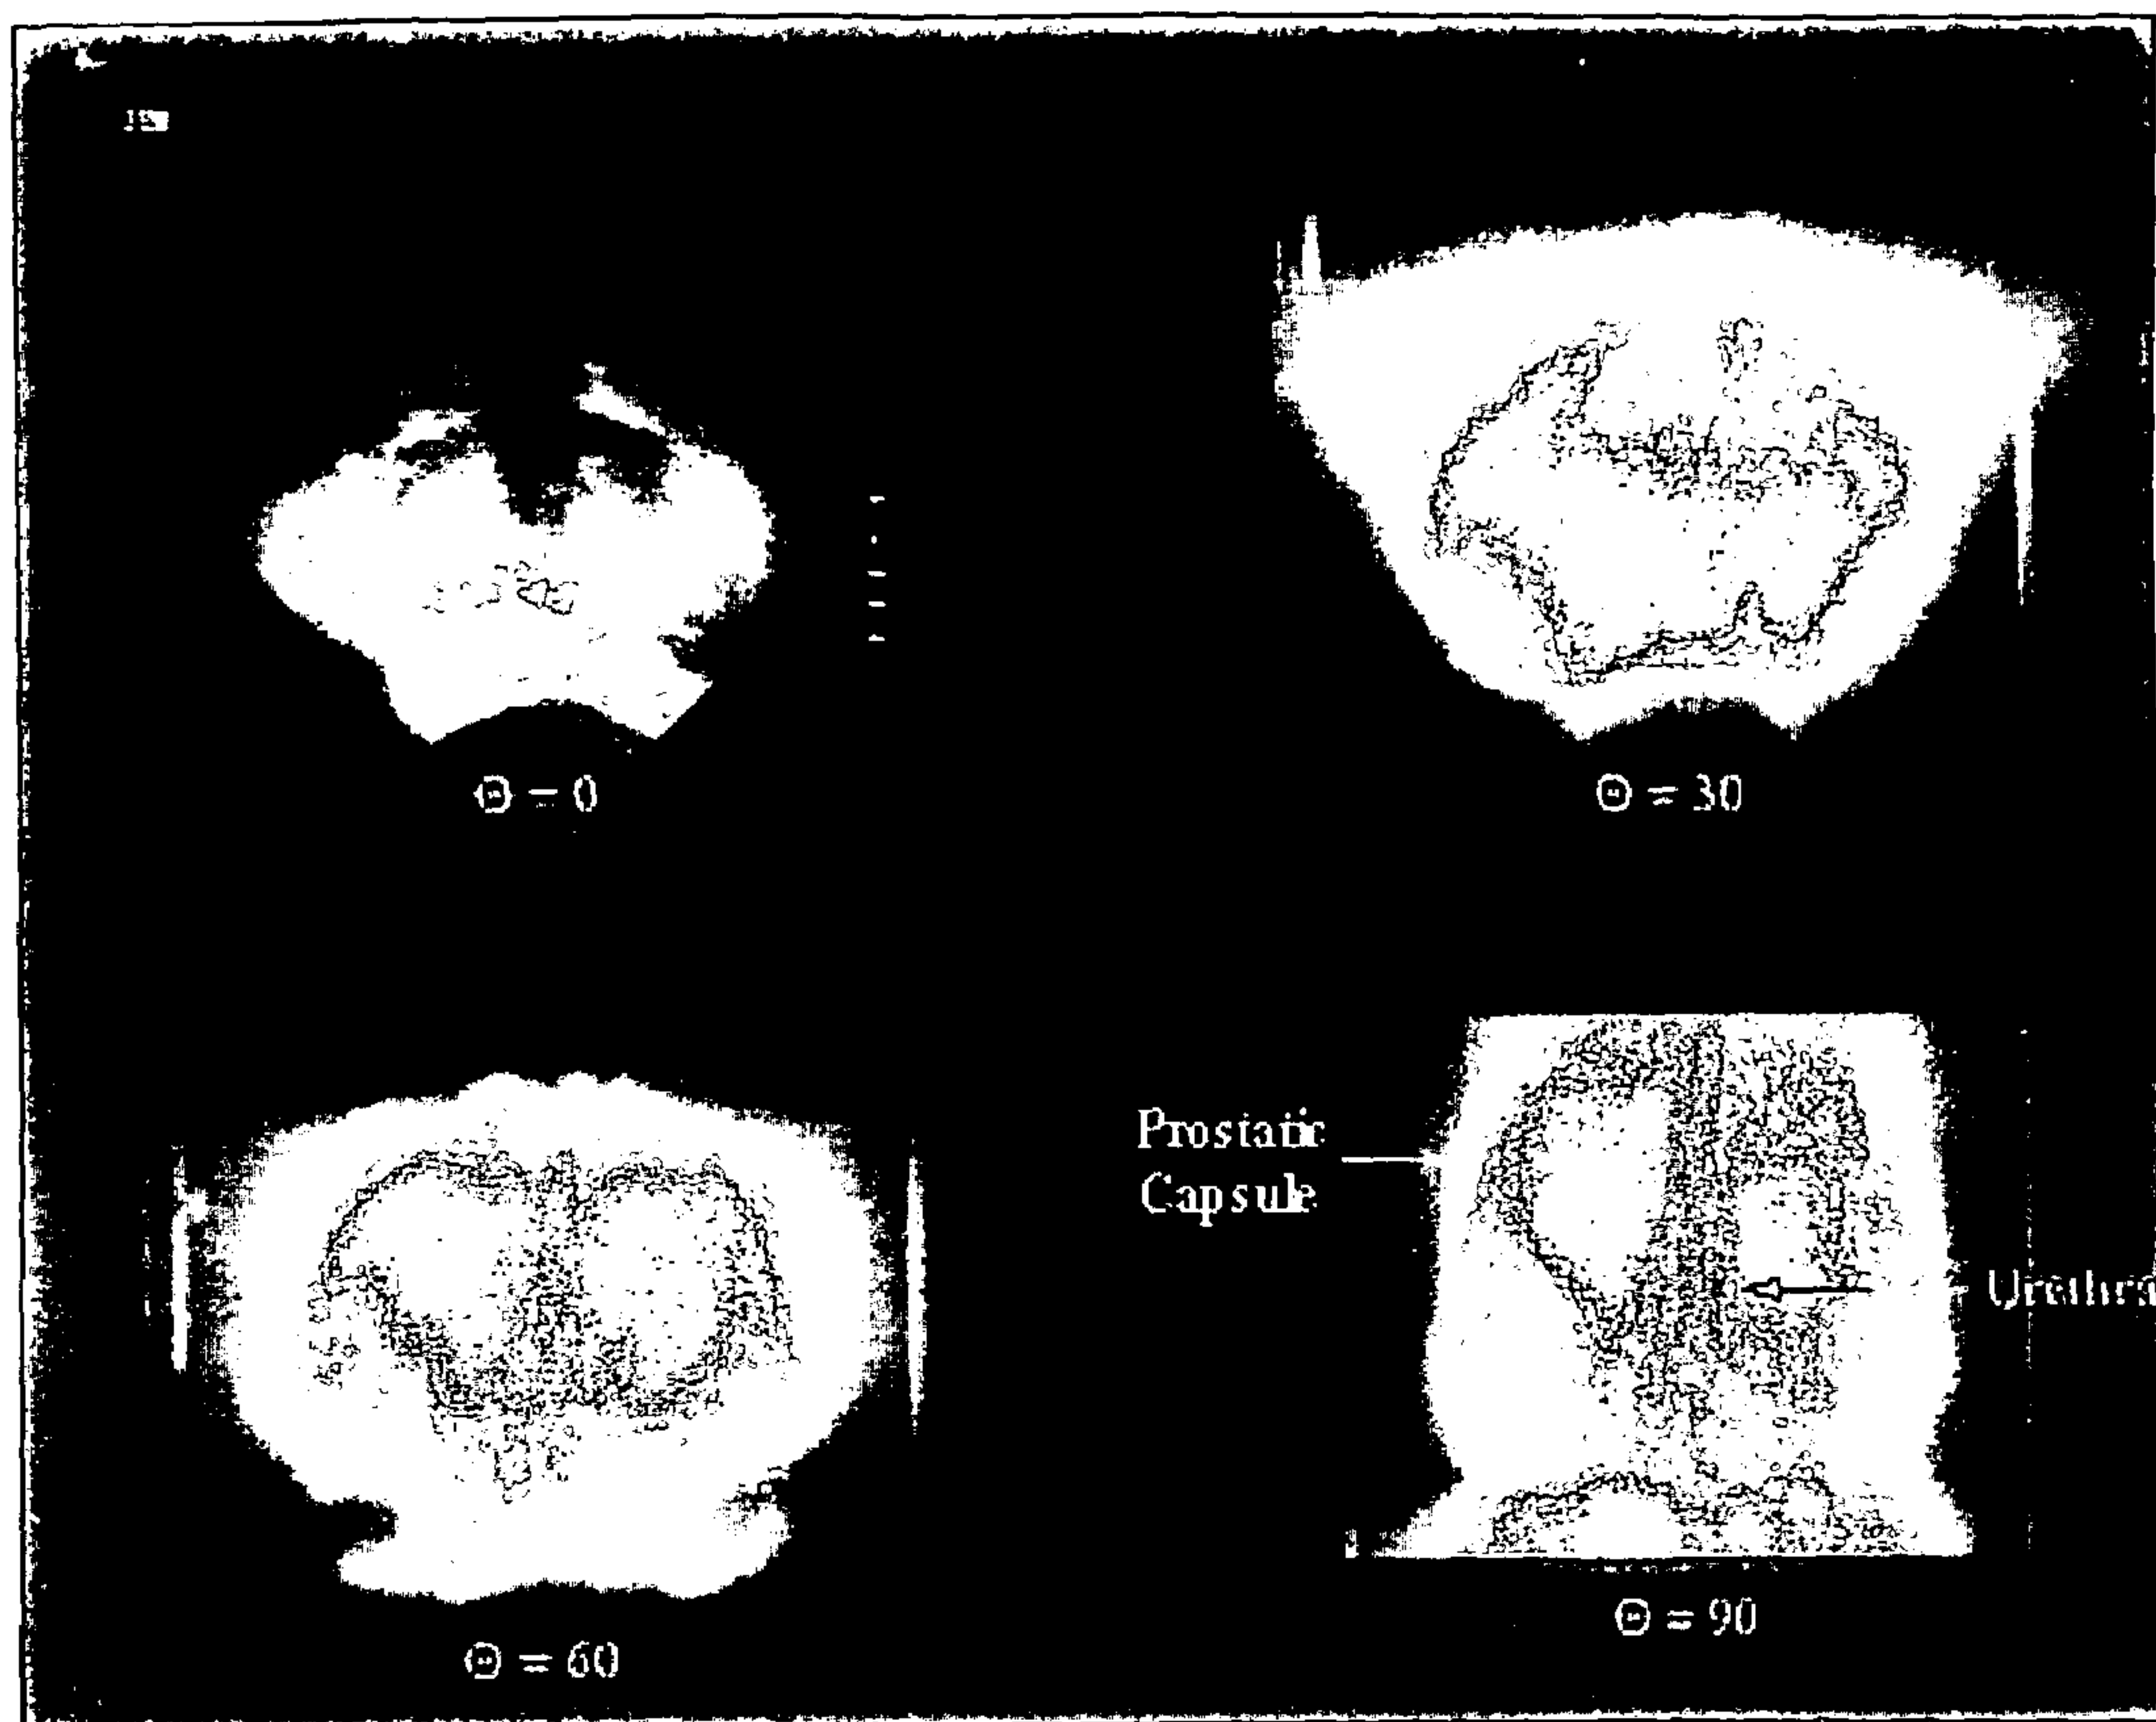 Θ = 0
Θ = 30
Prostatic
Capsule
Urethra
Θ = 60
Θ = 90